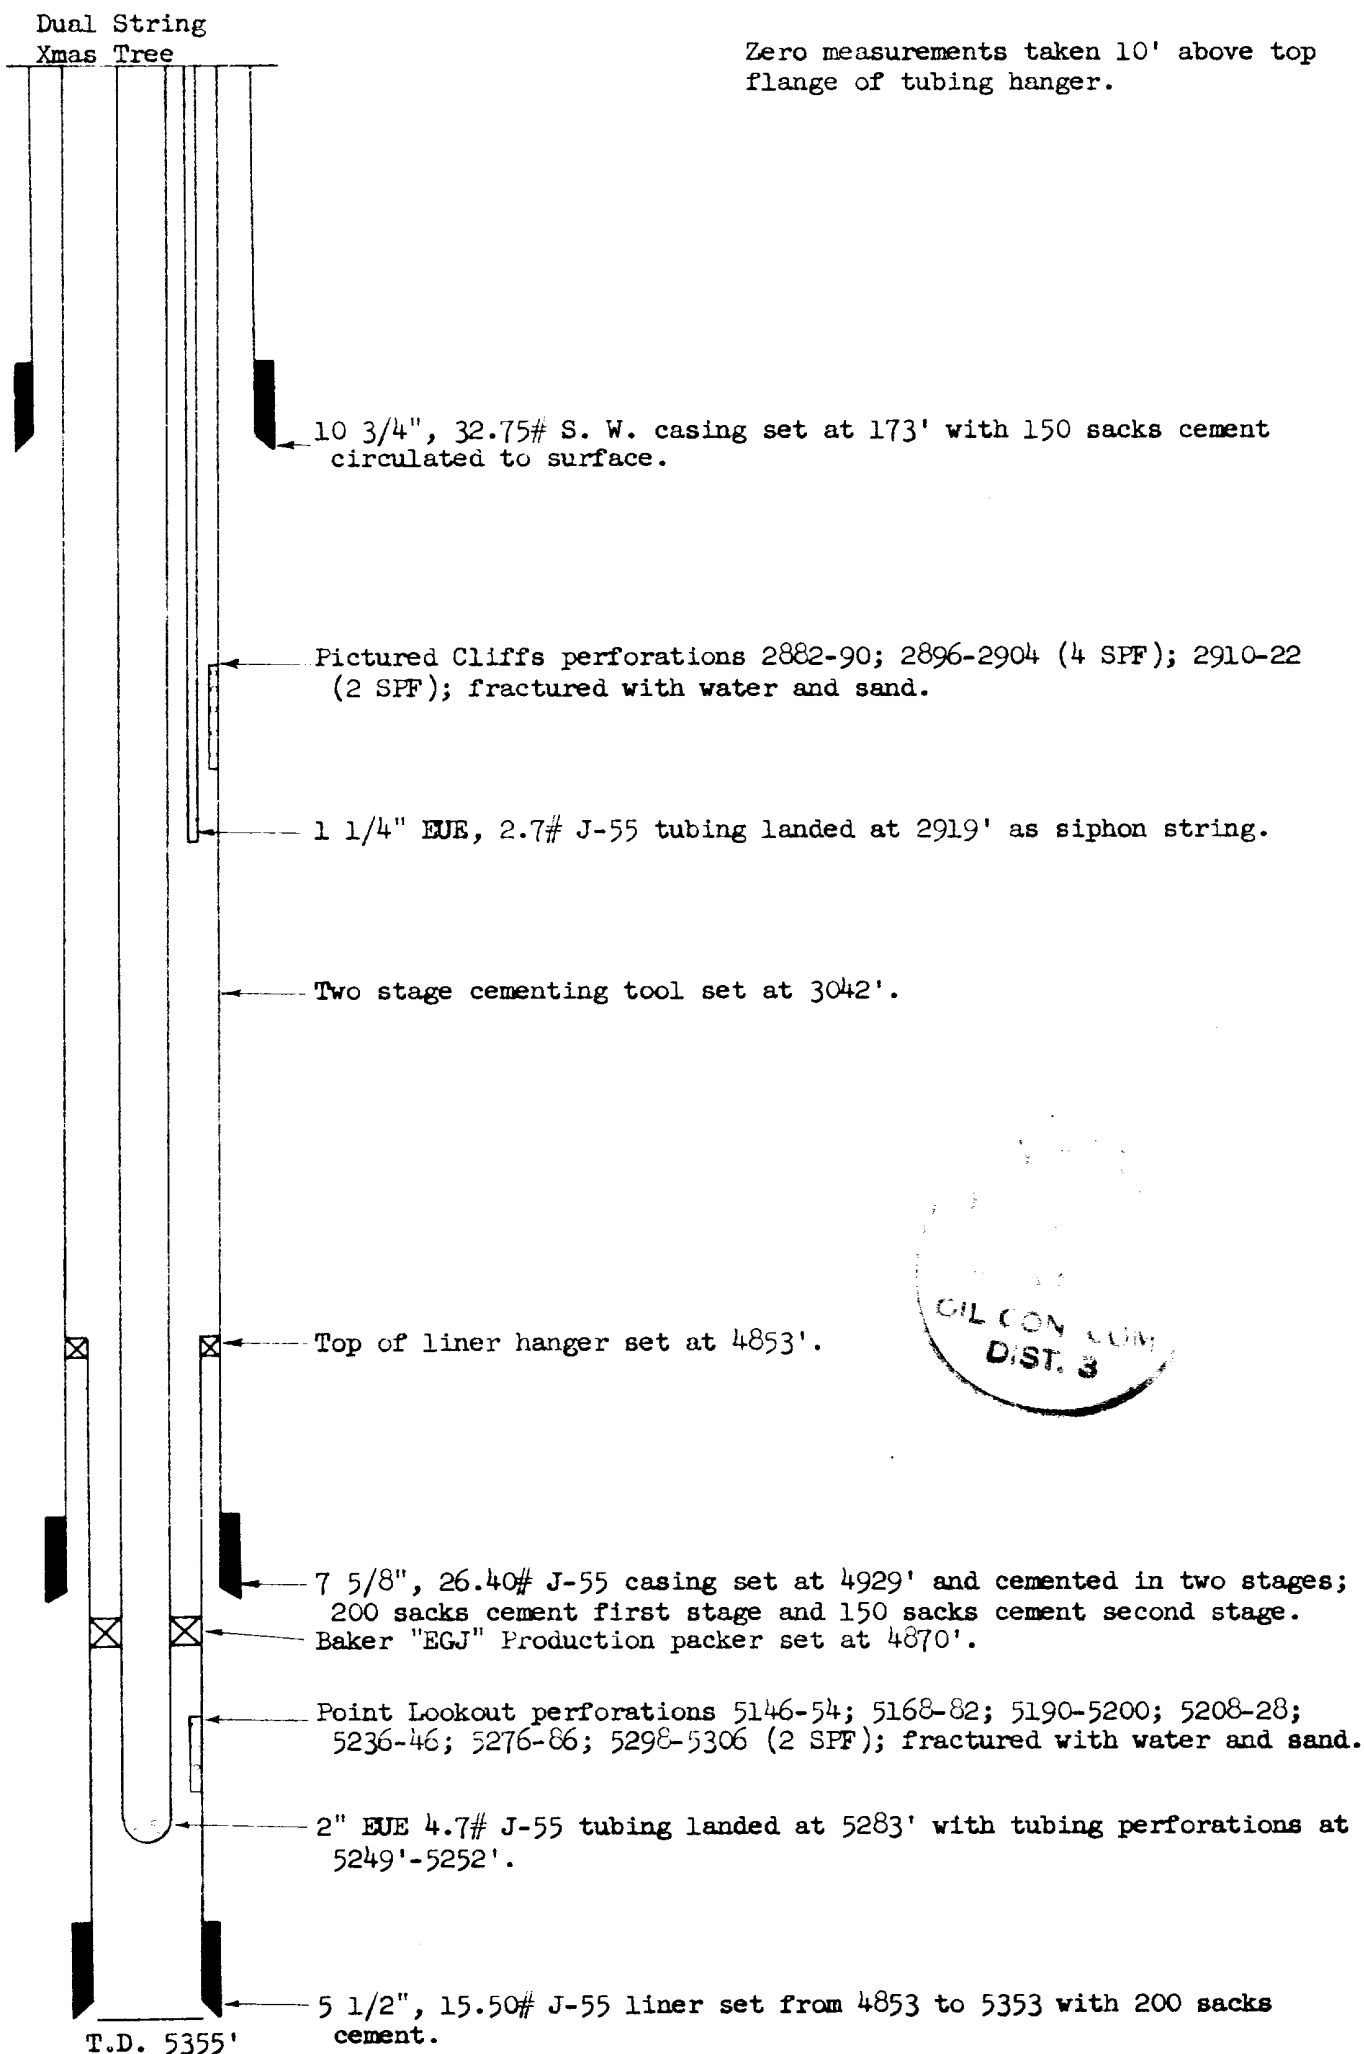 Dual String
Xmas Tree
Zero measurements taken 10' above top
flange of tubing hanger.
10 3/4", 32.75# S. W. casing set at 173' with 150 sacks cement
circulated to surface.
Pictured Cliffs perforations 2882-90; 2896-2904 (4 SPF); 2910-22
(2 SPF); fractured with water and sand.
1 1/4" EUE, 2.7# J-55 tubing landed at 2919' as siphon string.
Two stage cementing tool set at 3042'.
Top of liner hanger set at 4853'.
OIL CON COM
DIST. 3
7 5/8", 26.40# J-55 casing set at 4929' and cemented in two stages;
200 sacks cement first stage and 150 sacks cement second stage.
Baker "EGJ" Production packer set at 4870'.
Point Lookout perforations 5146-54; 5168-82; 5190-5200; 5208-28;
5236-46; 5276-86; 5298-5306 (2 SPF); fractured with water and sand.
2" EUE 4.7# J-55 tubing landed at 5283' with tubing perforations at
5249'-5252'.
5 1/2", 15.50# J-55 liner set from 4853 to 5353 with 200 sacks
cement.
T.D. 5355'